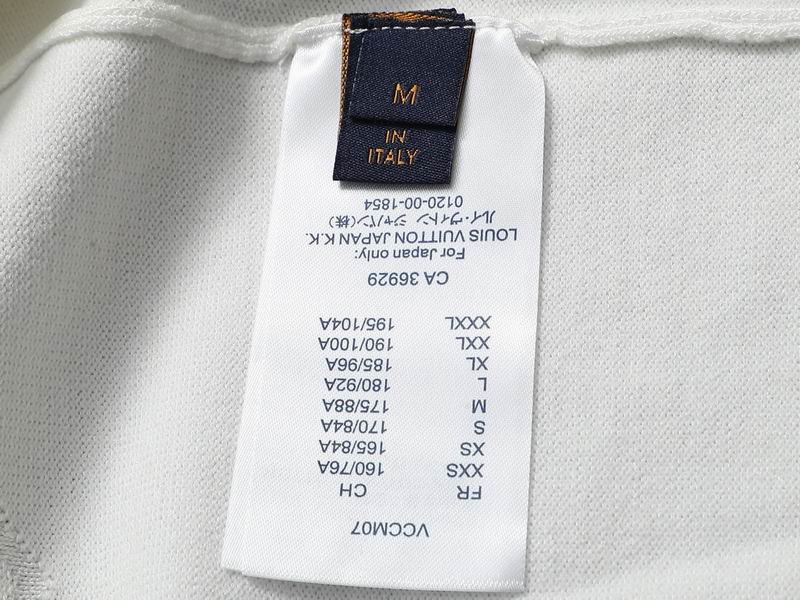 M
IN
ITALY
VCCM07
FR CH
XXS 160/76A
XS 165/84A
S 170/84A
M 175/88A
L 180/92A
XL 185/96A
XXL 190/100A
XXXL 195/104A
CA 36929
For Japan only:
LOUIS VUITTON JAPAN K.K.
ルイ・ヴィトン ジャパン(株)
0120-00-1854